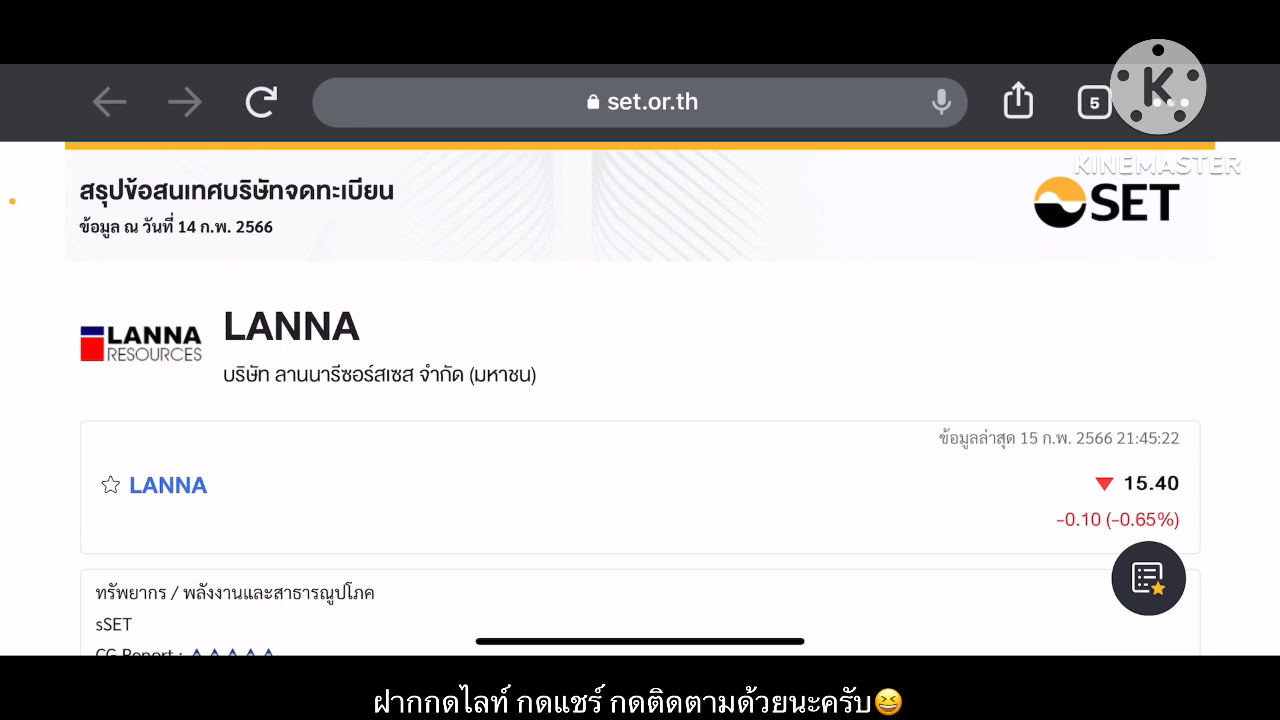 set.or.th
5
K
KINEMASTER
สรุปข้อสนเทศบริษัทจดทะเบียน
ข้อมูล ณ วันที่ 14 ก.พ. 2566
SET
LANNA
RESOURCES
LANNA
บริษัท ลานนารีซอร์สเซส จำกัด (มหาชน)
ข้อมูลล่าสุด 15 ก.พ. 2566 21:45:22
LANNA
15.40
-0.10 (-0.65%)
ทรัพยากร / พลังงานและสาธารณูปโภค
sSET
CG Report :
ฝากกดไลท์ กดแชร์ กดติดตามด้วยนะครับ😆